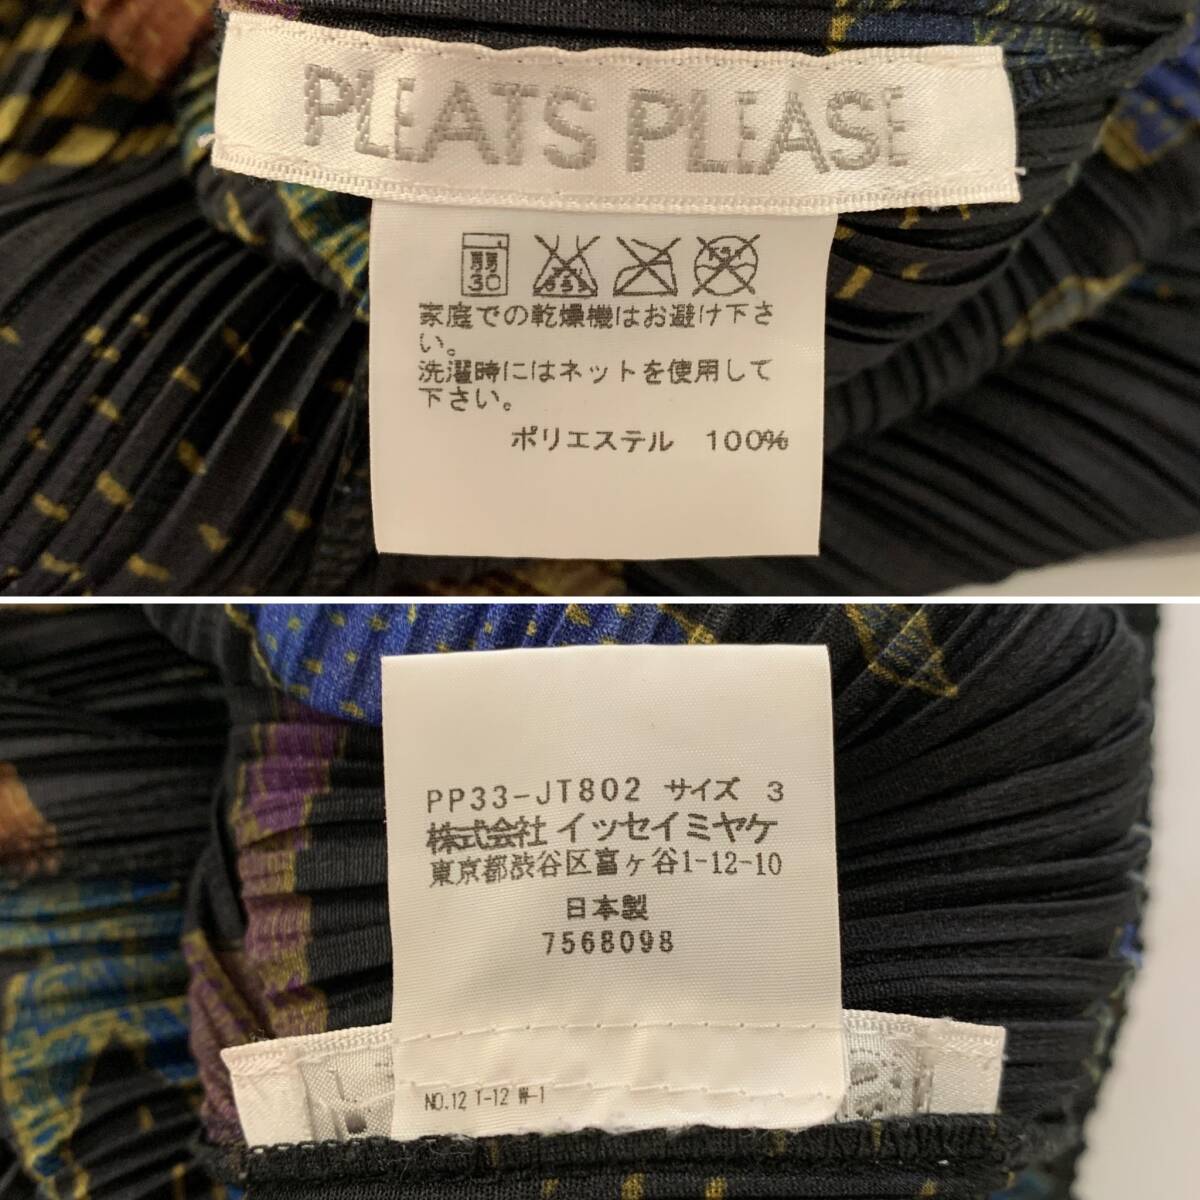 PLEATS PLEASE
弱
30
家庭での乾燥機はお避け下さ
い。
洗濯時にはネットを使用して
下さい。
ポリエステル 100%
PP33-JT802 サイズ 3
株式会社 イッセイミヤケ
東京都渋谷区富ヶ谷1-12-10
日本製
7568098
NO.12 T-12 W-1